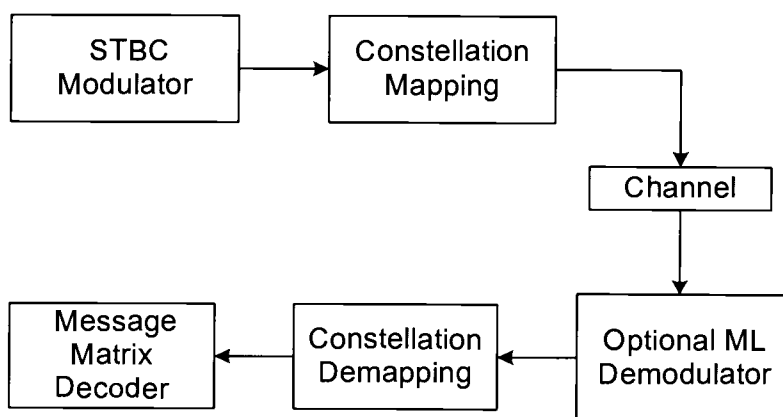 STBC
Modulator
Constellation
Mapping
Channel
Optional ML
Demodulator
Constellation
Demapping
Message
Matrix
Decoder